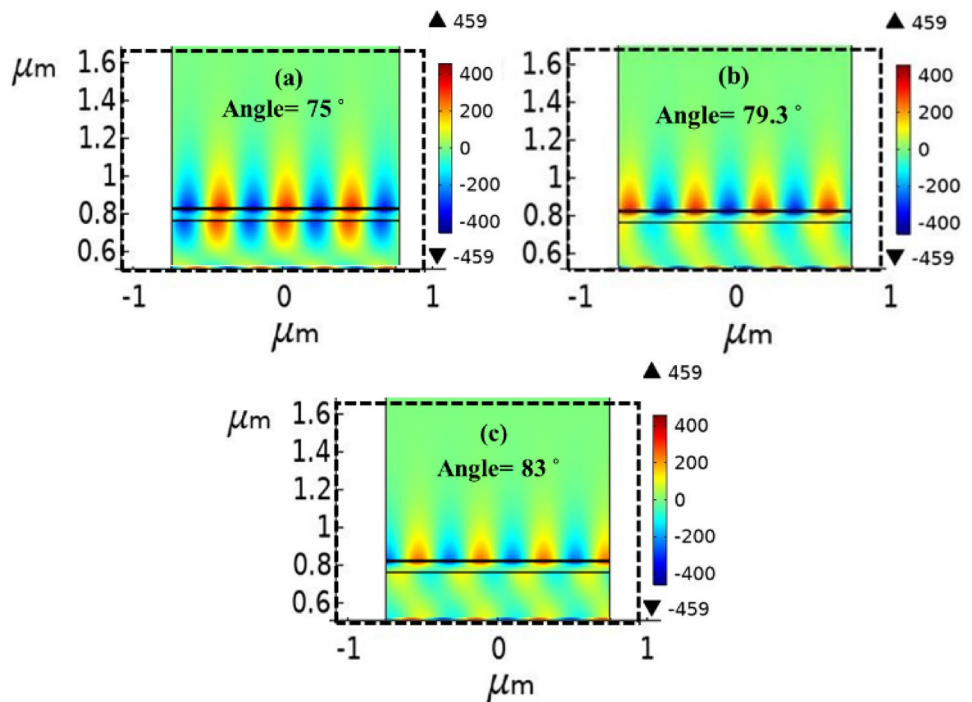 ▲ 459
μm
1.6
1.4
1.2
1
0.8
0.6
(a)
Angle= 75°
400
200
0
-200
-400
▼ -459
-1 0 1
μm
▲ 459
1.6
1.4
1.2
1
0.8
0.6
(b)
Angle= 79.3°
400
200
0
-200
-400
▼ -459
-1 0 1
μm
▲ 459
μm
1.6
1.4
1.2
1
0.8
0.6
(c)
Angle= 83°
400
200
0
-200
-400
▼ -459
-1 0 1
μm